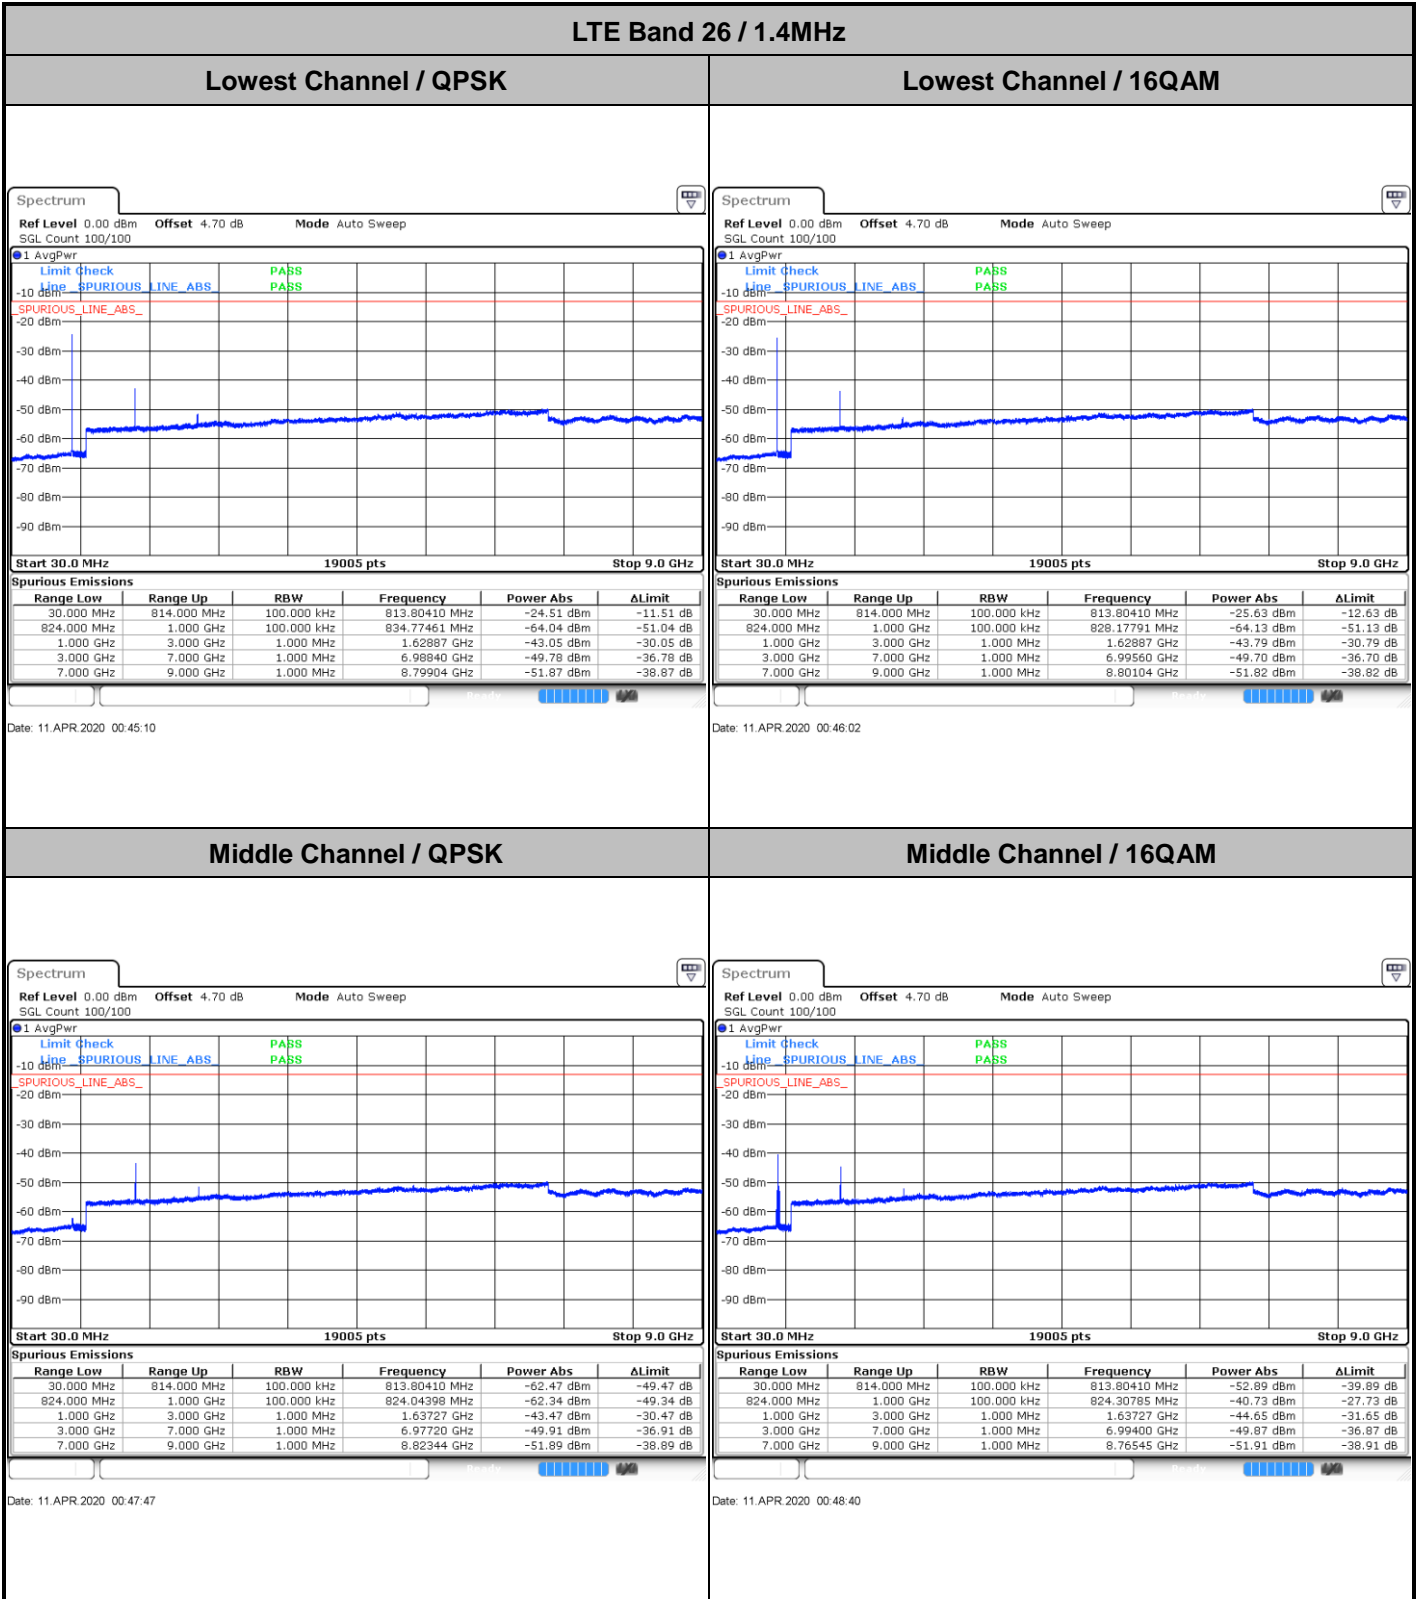 LTE Band 26 / 1.4MHz
Lowest Channel / QPSK
Lowest Channel / 16QAM
Spectrum
Ref Level 0.00 dBm Offset 4.70 dB Mode Auto Sweep
SGL Count 100/100
1 AvgPwr
Limit Check PASS
Line _SPURIOUS_LINE_ABS_ PASS
-10 dBm
_SPURIOUS_LINE_ABS_
-20 dBm
-30 dBm
-40 dBm
-50 dBm
-60 dBm
-70 dBm
-80 dBm
-90 dBm
Start 30.0 MHz 19005 pts Stop 9.0 GHz
Spurious Emissions
Range Low Range Up RBW Frequency Power Abs ΔLimit
30.000 MHz 814.000 MHz 100.000 kHz 813.80410 MHz -24.51 dBm -11.51 dB
824.000 MHz 1.000 GHz 100.000 kHz 834.77461 MHz -64.04 dBm -51.04 dB
1.000 GHz 3.000 GHz 1.000 MHz 1.62887 GHz -43.05 dBm -30.05 dB
3.000 GHz 7.000 GHz 1.000 MHz 6.98840 GHz -49.78 dBm -36.78 dB
7.000 GHz 9.000 GHz 1.000 MHz 8.79904 GHz -51.87 dBm -38.87 dB
Ready
Date: 11.APR.2020 00:45:10
Spectrum
Ref Level 0.00 dBm Offset 4.70 dB Mode Auto Sweep
SGL Count 100/100
1 AvgPwr
Limit Check PASS
Line _SPURIOUS_LINE_ABS_ PASS
-10 dBm
_SPURIOUS_LINE_ABS_
-20 dBm
-30 dBm
-40 dBm
-50 dBm
-60 dBm
-70 dBm
-80 dBm
-90 dBm
Start 30.0 MHz 19005 pts Stop 9.0 GHz
Spurious Emissions
Range Low Range Up RBW Frequency Power Abs ΔLimit
30.000 MHz 814.000 MHz 100.000 kHz 813.80410 MHz -25.63 dBm -12.63 dB
824.000 MHz 1.000 GHz 100.000 kHz 828.17791 MHz -64.13 dBm -51.13 dB
1.000 GHz 3.000 GHz 1.000 MHz 1.62887 GHz -43.79 dBm -30.79 dB
3.000 GHz 7.000 GHz 1.000 MHz 6.99560 GHz -49.70 dBm -36.70 dB
7.000 GHz 9.000 GHz 1.000 MHz 8.80104 GHz -51.82 dBm -38.82 dB
Ready
Date: 11.APR.2020 00:46:02
Middle Channel / QPSK
Middle Channel / 16QAM
Spectrum
Ref Level 0.00 dBm Offset 4.70 dB Mode Auto Sweep
SGL Count 100/100
1 AvgPwr
Limit Check PASS
Line _SPURIOUS_LINE_ABS_ PASS
-10 dBm
_SPURIOUS_LINE_ABS_
-20 dBm
-30 dBm
-40 dBm
-50 dBm
-60 dBm
-70 dBm
-80 dBm
-90 dBm
Start 30.0 MHz 19005 pts Stop 9.0 GHz
Spurious Emissions
Range Low Range Up RBW Frequency Power Abs ΔLimit
30.000 MHz 814.000 MHz 100.000 kHz 813.80410 MHz -62.47 dBm -49.47 dB
824.000 MHz 1.000 GHz 100.000 kHz 824.04398 MHz -62.34 dBm -49.34 dB
1.000 GHz 3.000 GHz 1.000 MHz 1.63727 GHz -43.47 dBm -30.47 dB
3.000 GHz 7.000 GHz 1.000 MHz 6.97720 GHz -49.91 dBm -36.91 dB
7.000 GHz 9.000 GHz 1.000 MHz 8.82344 GHz -51.89 dBm -38.89 dB
Ready
Date: 11.APR.2020 00:47:47
Spectrum
Ref Level 0.00 dBm Offset 4.70 dB Mode Auto Sweep
SGL Count 100/100
1 AvgPwr
Limit Check PASS
Line _SPURIOUS_LINE_ABS_ PASS
-10 dBm
_SPURIOUS_LINE_ABS_
-20 dBm
-30 dBm
-40 dBm
-50 dBm
-60 dBm
-70 dBm
-80 dBm
-90 dBm
Start 30.0 MHz 19005 pts Stop 9.0 GHz
Spurious Emissions
Range Low Range Up RBW Frequency Power Abs ΔLimit
30.000 MHz 814.000 MHz 100.000 kHz 813.80410 MHz -52.89 dBm -39.89 dB
824.000 MHz 1.000 GHz 100.000 kHz 824.30785 MHz -40.73 dBm -27.73 dB
1.000 GHz 3.000 GHz 1.000 MHz 1.63727 GHz -44.65 dBm -31.65 dB
3.000 GHz 7.000 GHz 1.000 MHz 6.99400 GHz -49.87 dBm -36.87 dB
7.000 GHz 9.000 GHz 1.000 MHz 8.76545 GHz -51.91 dBm -38.91 dB
Ready
Date: 11.APR.2020 00:48:40